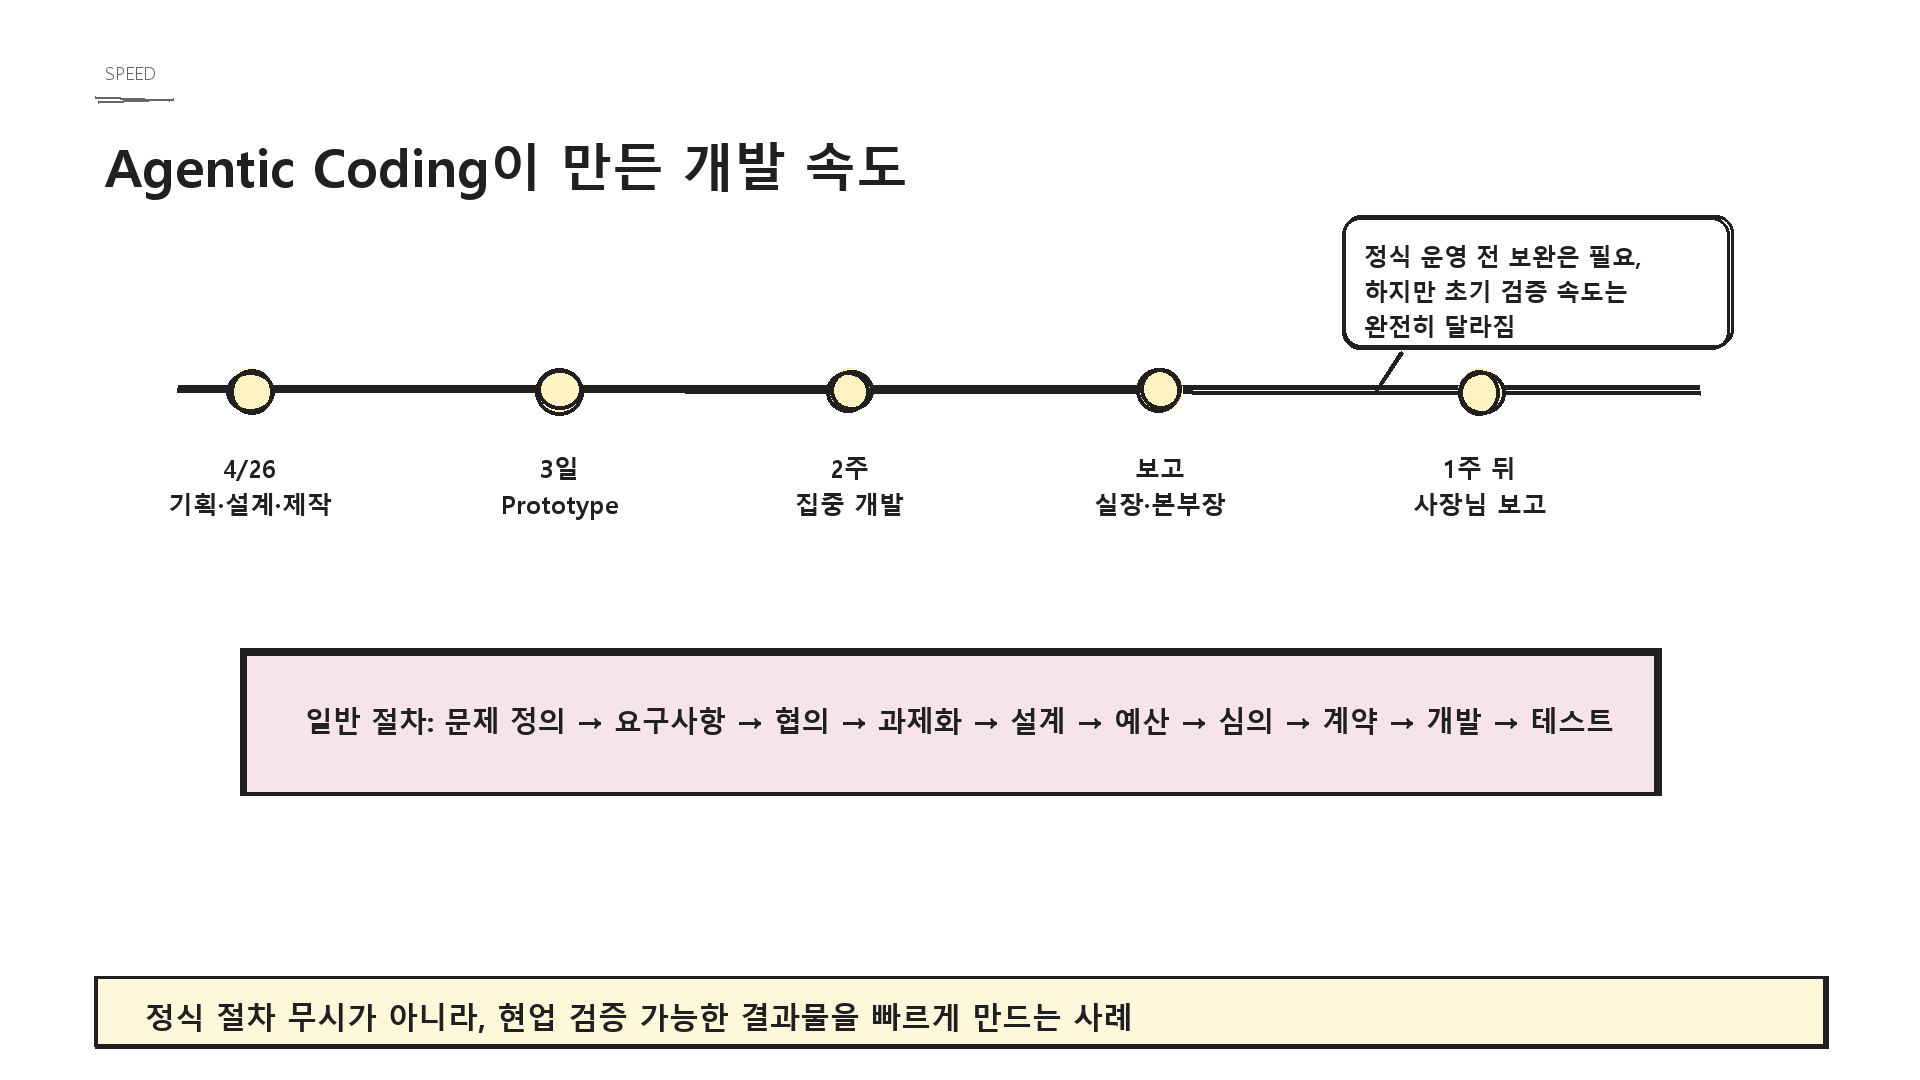 SPEED
Agentic Coding이 만든 개발 속도
정식 운영 전 보완은 필요,
하지만 초기 검증 속도는
완전히 달라짐
4/26
기획·설계·제작
3일
Prototype
2주
집중 개발
보고
실장·본부장
1주 뒤
사장님 보고
일반 절차: 문제 정의 → 요구사항 → 협의 → 과제화 → 설계 → 예산 → 심의 → 계약 → 개발 → 테스트
정식 절차 무시가 아니라, 현업 검증 가능한 결과물을 빠르게 만드는 사례